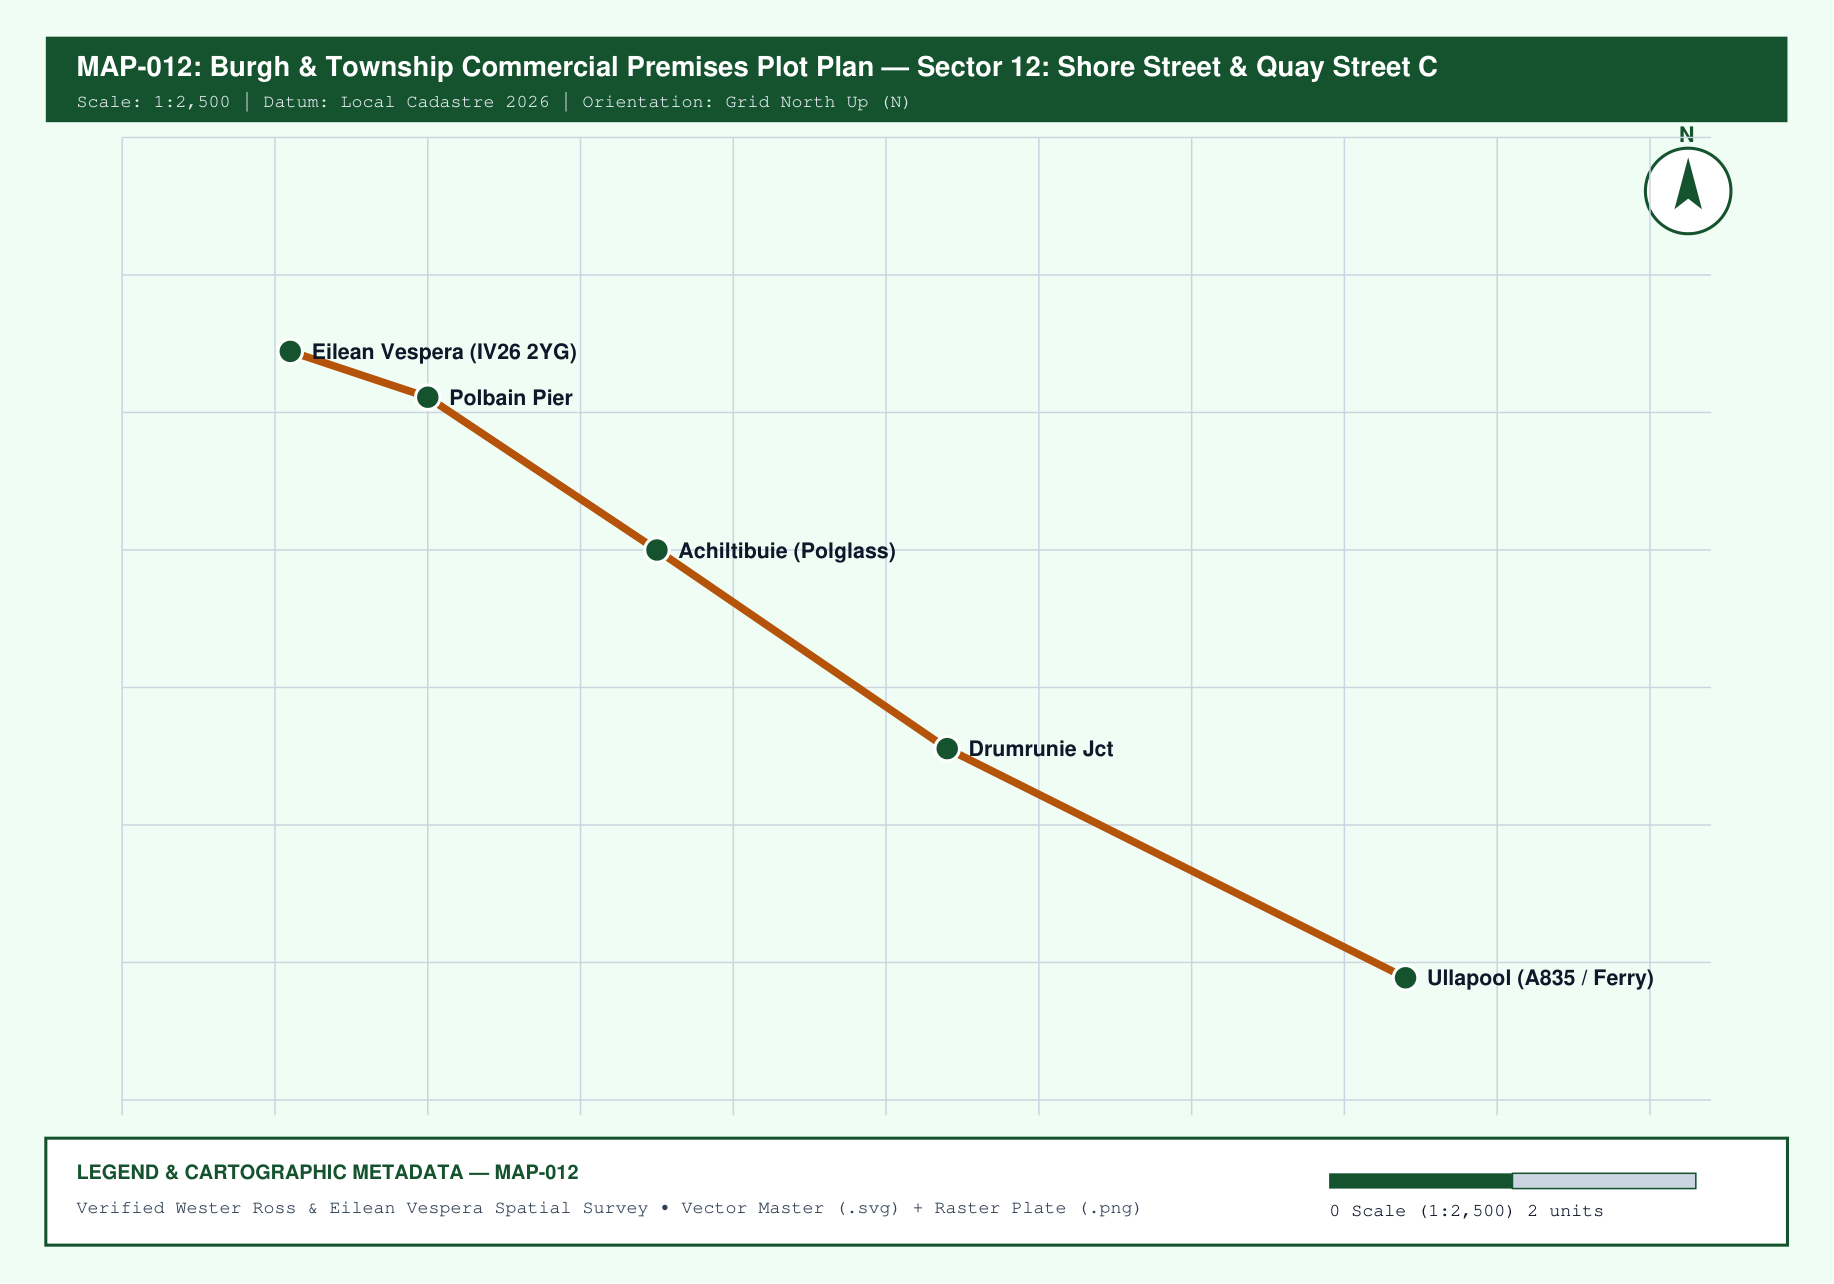 MAP-012: Burgh & Township Commercial Premises Plot Plan — Sector 12: Shore Street & Quay Street C
Scale: 1:2,500 | Datum: Local Cadastre 2026 | Orientation: Grid North Up (N)
N
Eilean Vespera (IV26 2YG)
Polbain Pier
Achiltibuie (Polglass)
Drumrunie Jct
Ullapool (A835 / Ferry)
LEGEND & CARTOGRAPHIC METADATA — MAP-012
Verified Wester Ross & Eilean Vespera Spatial Survey • Vector Master (.svg) + Raster Plate (.png)
0 Scale (1:2,500) 2 units